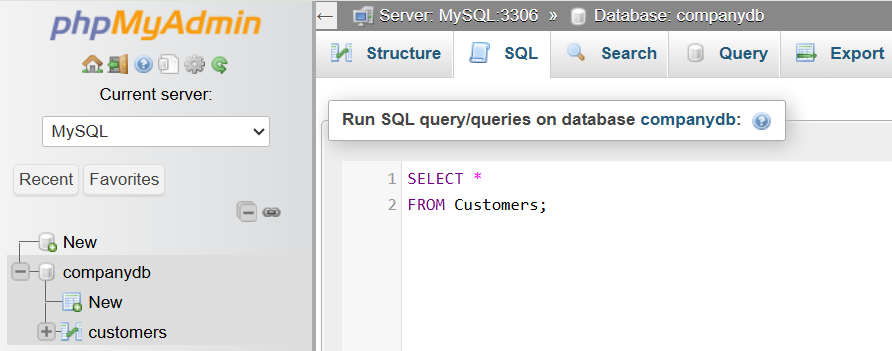 phpMyAdmin
Current server:
MySQL
Recent Favorites
New
companydb
New
customers
← Server: MySQL:3306 » Database: companydb
Structure SQL Search Query Export
Run SQL query/queries on database companydb:
1 SELECT *
2 FROM Customers;